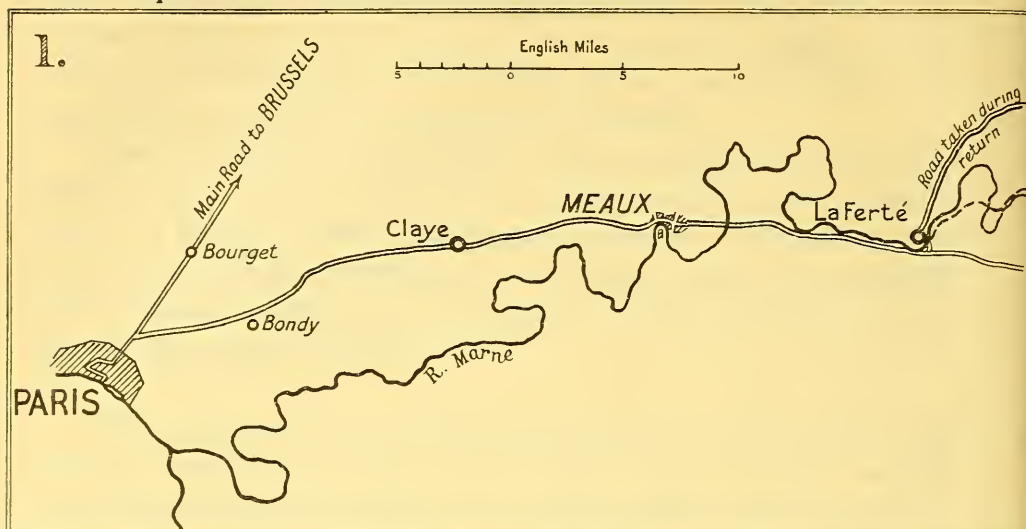 1.
English Miles
5 0 5 10
Main Road to BRUSSELS
Road taken during
return
MEAUX
La Ferté
Claye
Bourget
Bondy
R. Marne
PARIS